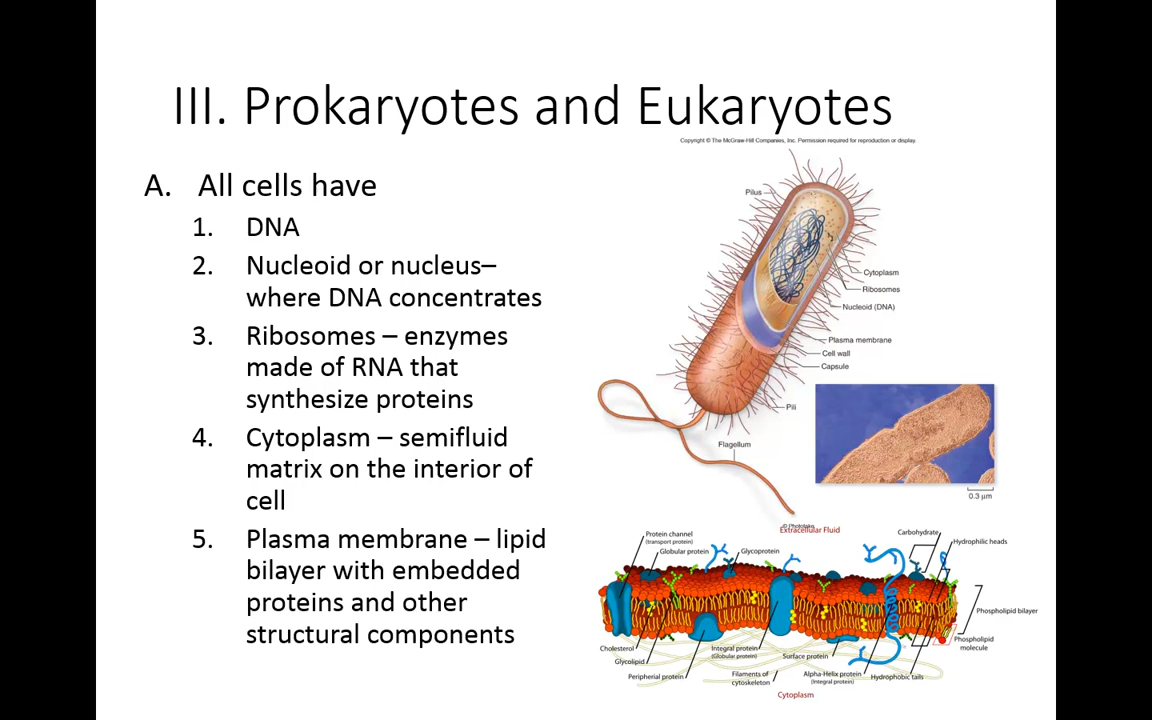 III. Prokaryotes and Eukaryotes
Copyright © The McGraw-Hill Companies, Inc. Permission required for reproduction or display.
A. All cells have
1. DNA
2. Nucleoid or nucleus–
where DNA concentrates
3. Ribosomes – enzymes
made of RNA that
synthesize proteins
4. Cytoplasm – semifluid
matrix on the interior of
cell
5. Plasma membrane – lipid
bilayer with embedded
proteins and other
structural components
Pilus
Cytoplasm
Ribosomes
Nucleoid (DNA)
Plasma membrane
Cell wall
Capsule
Pili
Flagellum
0.3 µm
Extracellular Fluid
Protein channel
(transport protein)
Globular protein
Glycoprotein
Carbohydrate
Hydrophilic heads
Phospholipid bilayer
Phospholipid
molecule
Cholesterol
Glycolipid
Peripheral protein
Integral protein
(Globular protein)
Filaments of
cytoskeleton
Surface protein
Alpha-Helix protein
(Integral protein)
Hydrophobic tails
Cytoplasm